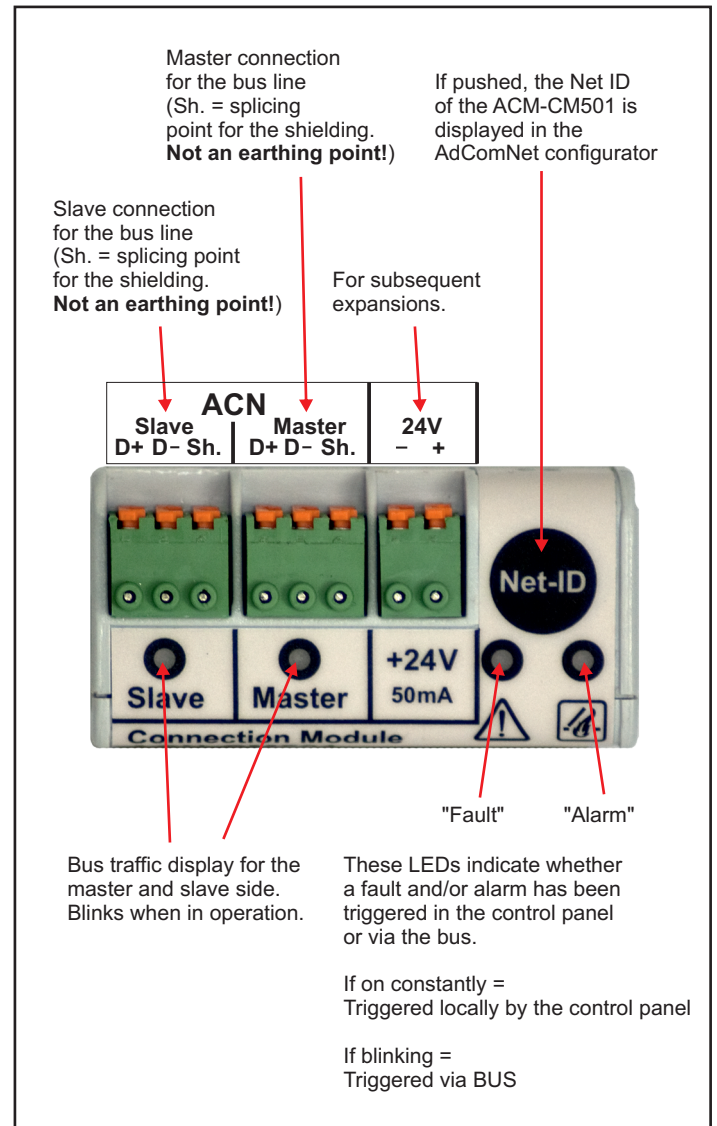 Master connection
for the bus line
(Sh. = splicing
point for the shielding.
Not an earthing point!)
If pushed, the Net ID
of the ACM-CM501 is
displayed in the
AdComNet configurator
Slave connection
for the bus line
(Sh. = splicing point
for the shielding.
Not an earthing point!)
For subsequent
expansions.
ACN
Slave Master 24V
D+ D- Sh. D+ D- Sh. - +
Net-ID
Slave Master +24V
50mA
Connection Module
"Fault" "Alarm"
Bus traffic display for the
master and slave side.
Blinks when in operation.
These LEDs indicate whether
a fault and/or alarm has been
triggered in the control panel
or via the bus.
If on constantly =
Triggered locally by the control panel
If blinking =
Triggered via BUS